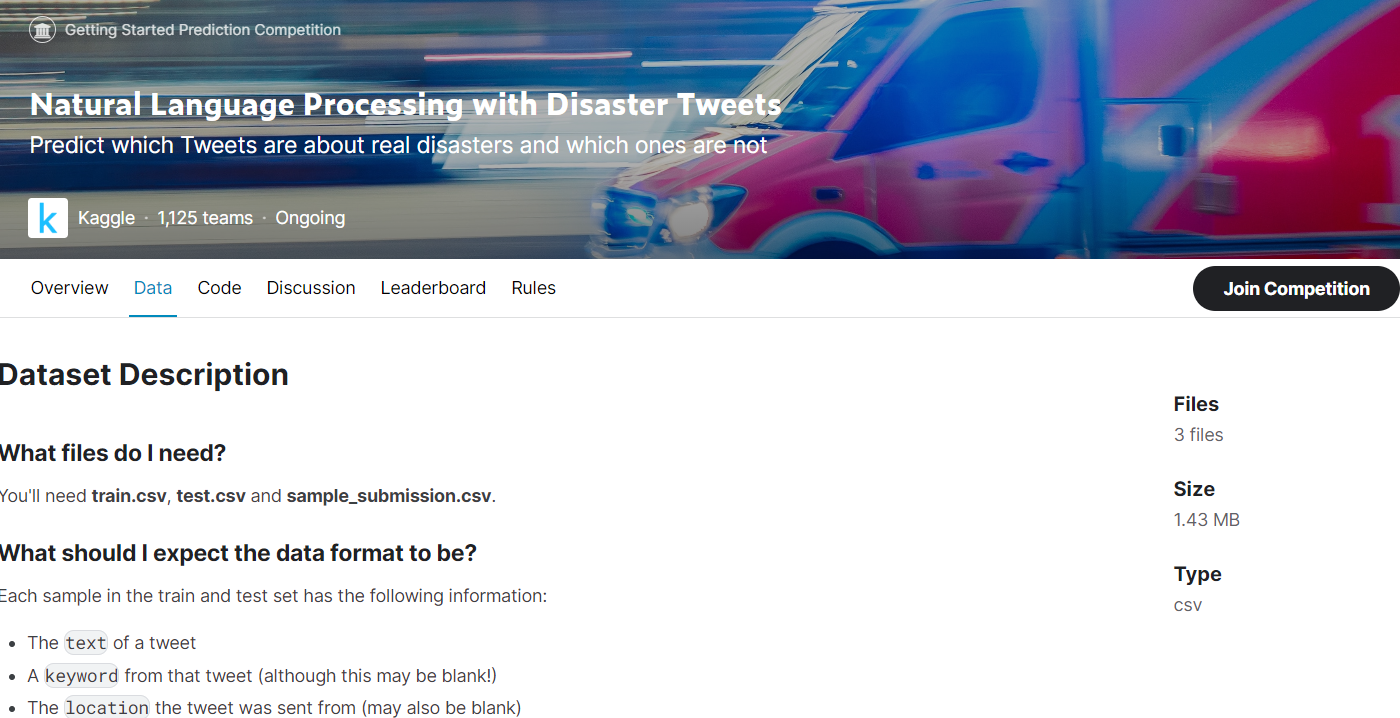 Getting Started Prediction Competition
Natural Language Processing with Disaster Tweets
Predict which Tweets are about real disasters and which ones are not
k
Kaggle · 1,125 teams · Ongoing
Overview Data Code Discussion Leaderboard Rules
Join Competition
Dataset Description
What files do I need?
You'll need train.csv, test.csv and sample_submission.csv.
What should I expect the data format to be?
Each sample in the train and test set has the following information:
• The text of a tweet
• A keyword from that tweet (although this may be blank!)
• The location the tweet was sent from (may also be blank)
Files
3 files
Size
1.43 MB
Type
csv